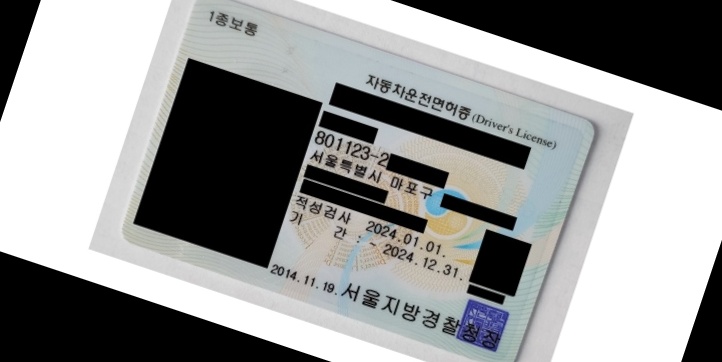 1종보통
자동차운전면허증 (Driver's License)
801123-2
서울특별시 마포구
적성검사 2024.01.01.
기 간 : ~ 2024.12.31.
2014.11.19. 서울지방경찰청장